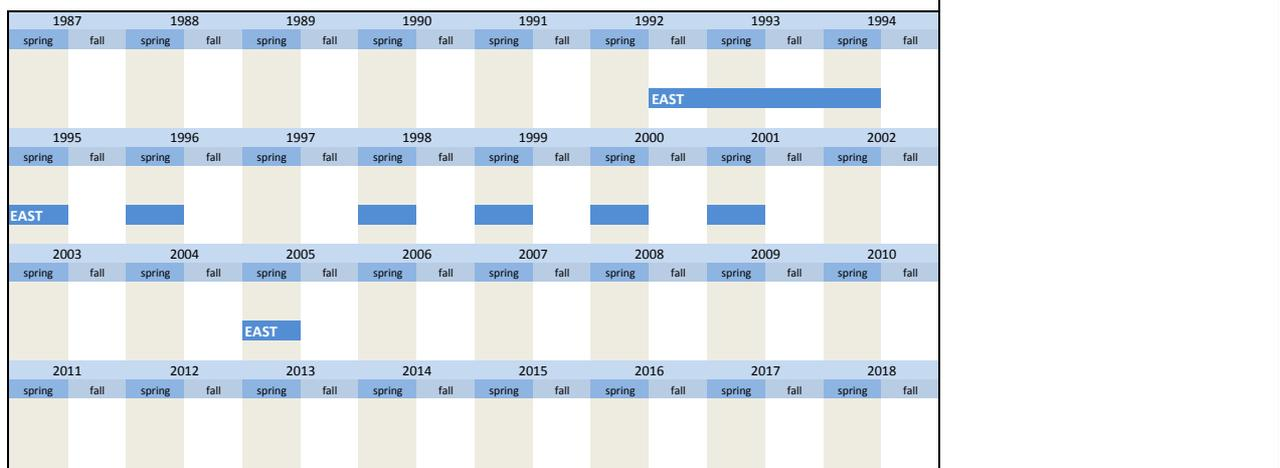 1987 1988 1989 1990 1991 1992 1993 1994
spring fall spring fall spring fall spring fall spring fall spring fall spring fall spring fall
EAST
1995 1996 1997 1998 1999 2000 2001 2002
spring fall spring fall spring fall spring fall spring fall spring fall spring fall spring fall
EAST
2003 2004 2005 2006 2007 2008 2009 2010
spring fall spring fall spring fall spring fall spring fall spring fall spring fall spring fall
EAST
2011 2012 2013 2014 2015 2016 2017 2018
spring fall spring fall spring fall spring fall spring fall spring fall spring fall spring fall